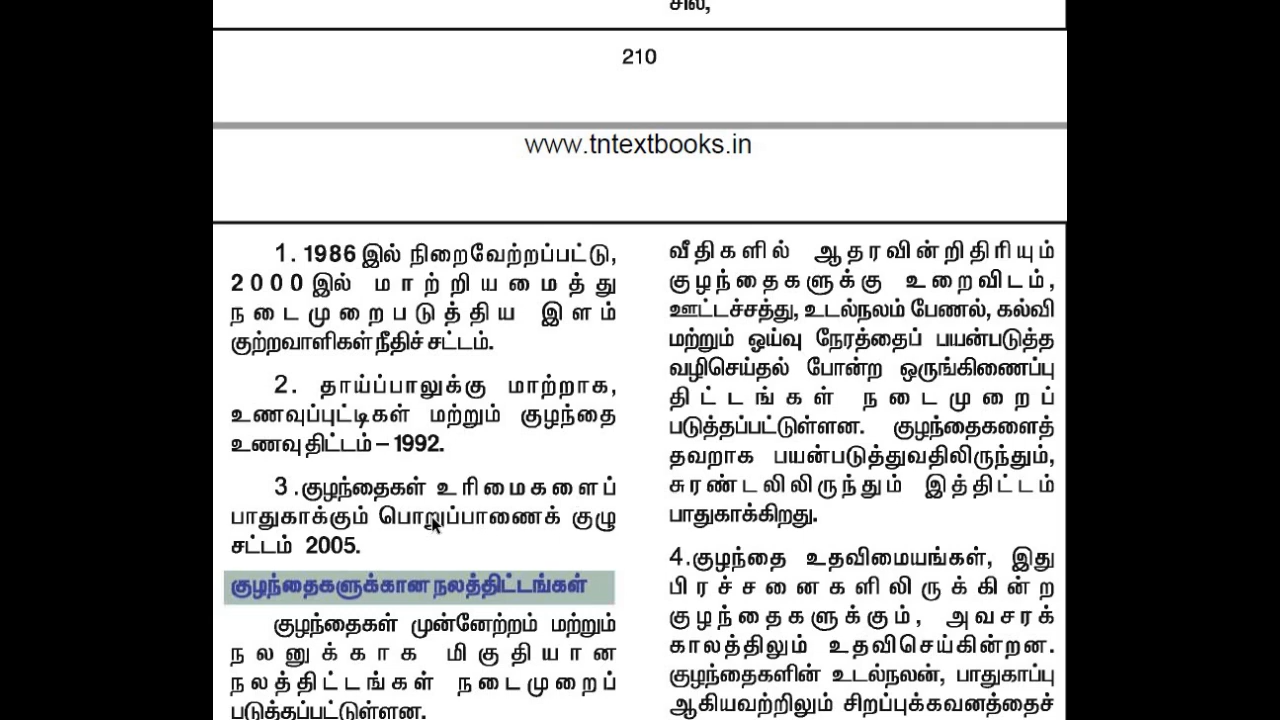 சில,
210
www.tntextbooks.in
1. 1986 இல் நிறைவேற்றப்பட்டு,
2000இல் மாற்றியமைத்து
நடைமுறைபடுத்திய இளம்
குற்றவாளிகள் நீதிச் சட்டம்.
2. தாய்ப்பாலுக்கு மாற்றாக,
உணவுப்புட்டிகள் மற்றும் குழந்தை
உணவு திட்டம் – 1992.
3.குழந்தைகள் உரிமைகளைப்
பாதுகாக்கும் பொறுப்பாணைக் குழு
சட்டம் 2005.
குழந்தைகளுக்கான நலத்திட்டங்கள்
குழந்தைகள் முன்னேற்றம் மற்றும்
நலனுக்காக மிகுதியான
நலத்திட்டங்கள் நடைமுறைப்
படுத்தப்பட்டுள்ளன.
வீதிகளில் ஆதரவின்றிதிரியும்
குழந்தைகளுக்கு உறைவிடம்,
ஊட்டச்சத்து, உடல்நலம் பேணல், கல்வி
மற்றும் ஓய்வு நேரத்தைப் பயன்படுத்த
வழிசெய்தல் போன்ற ஒருங்கிணைப்பு
திட்டங்கள் நடைமுறைப்
படுத்தப்பட்டுள்ளன. குழந்தைகளைத்
தவறாக பயன்படுத்துவதிலிருந்தும்,
சுரண்டலிலிருந்தும் இத்திட்டம்
பாதுகாக்கிறது.
4.குழந்தை உதவிமையங்கள், இது
பிரச்சனைகளிலிருக்கின்ற
குழந்தைகளுக்கும், அவசரக்
காலத்திலும் உதவிசெய்கின்றன.
குழந்தைகளின் உடல்நலன், பாதுகாப்பு
ஆகியவற்றிலும் சிறப்புக்கவனத்தைச்